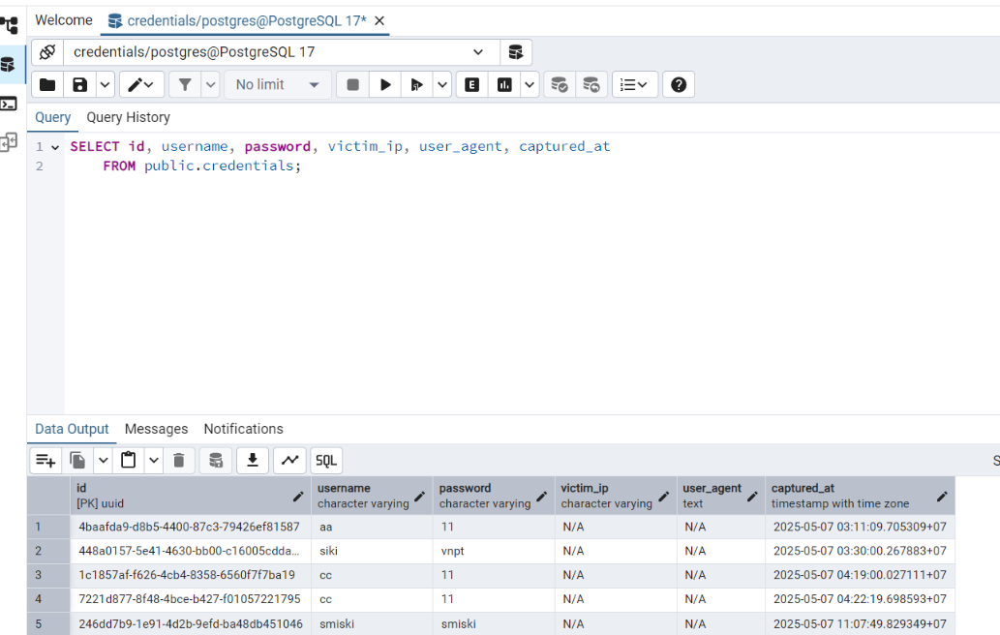 Welcome credentials/postgres@PostgreSQL 17*
credentials/postgres@PostgreSQL 17
No limit E
Query Query History
1 SELECT id, username, password, victim_ip, user_agent, captured_at
2 FROM public.credentials;
Data Output Messages Notifications
SQL S
id username password victim_ip user_agent captured_at
[PK] uuid character varying character varying character varying text timestamp with time zone
1 4baafda9-d8b5-4400-87c3-79426ef81587 aa 11 N/A N/A 2025-05-07 03:11:09.705309+07
2 448a0157-5e41-4630-bb00-c16005cdda... siki vnpt N/A N/A 2025-05-07 03:30:00.267883+07
3 1c1857af-f626-4cb4-8358-6560f7f7ba19 cc 11 N/A N/A 2025-05-07 04:19:00.027111+07
4 7221d877-8f48-4bce-b427-f01057221795 cc 11 N/A N/A 2025-05-07 04:22:19.698593+07
5 246dd7b9-1e91-4d2b-9efd-ba48db451046 smiski smiski N/A N/A 2025-05-07 11:07:49.829349+07